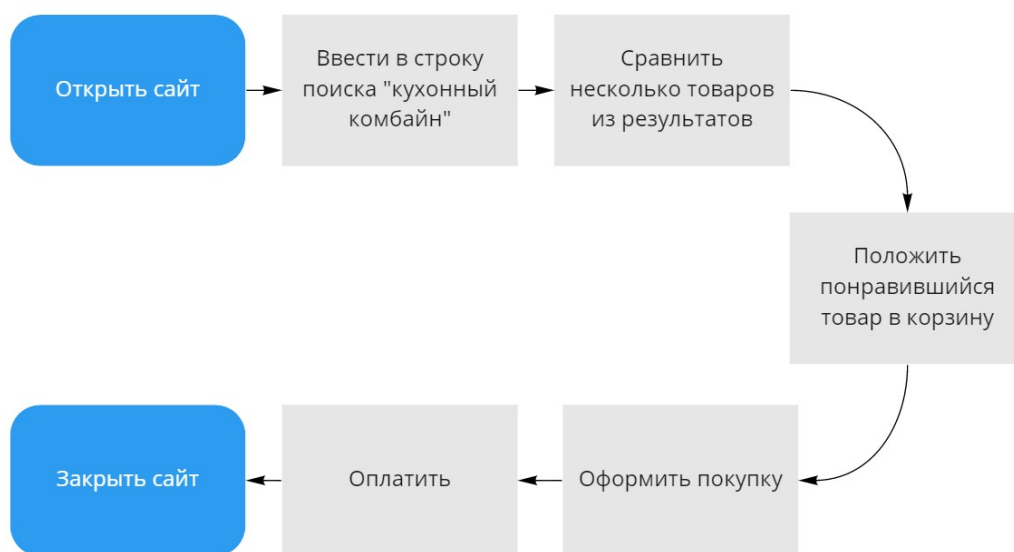 Открыть сайт
Ввести в строку
поиска "кухонный
комбайн"
Сравнить
несколько товаров
из результатов
Положить
понравившийся
товар в корзину
Оформить покупку
Оплатить
Закрыть сайт